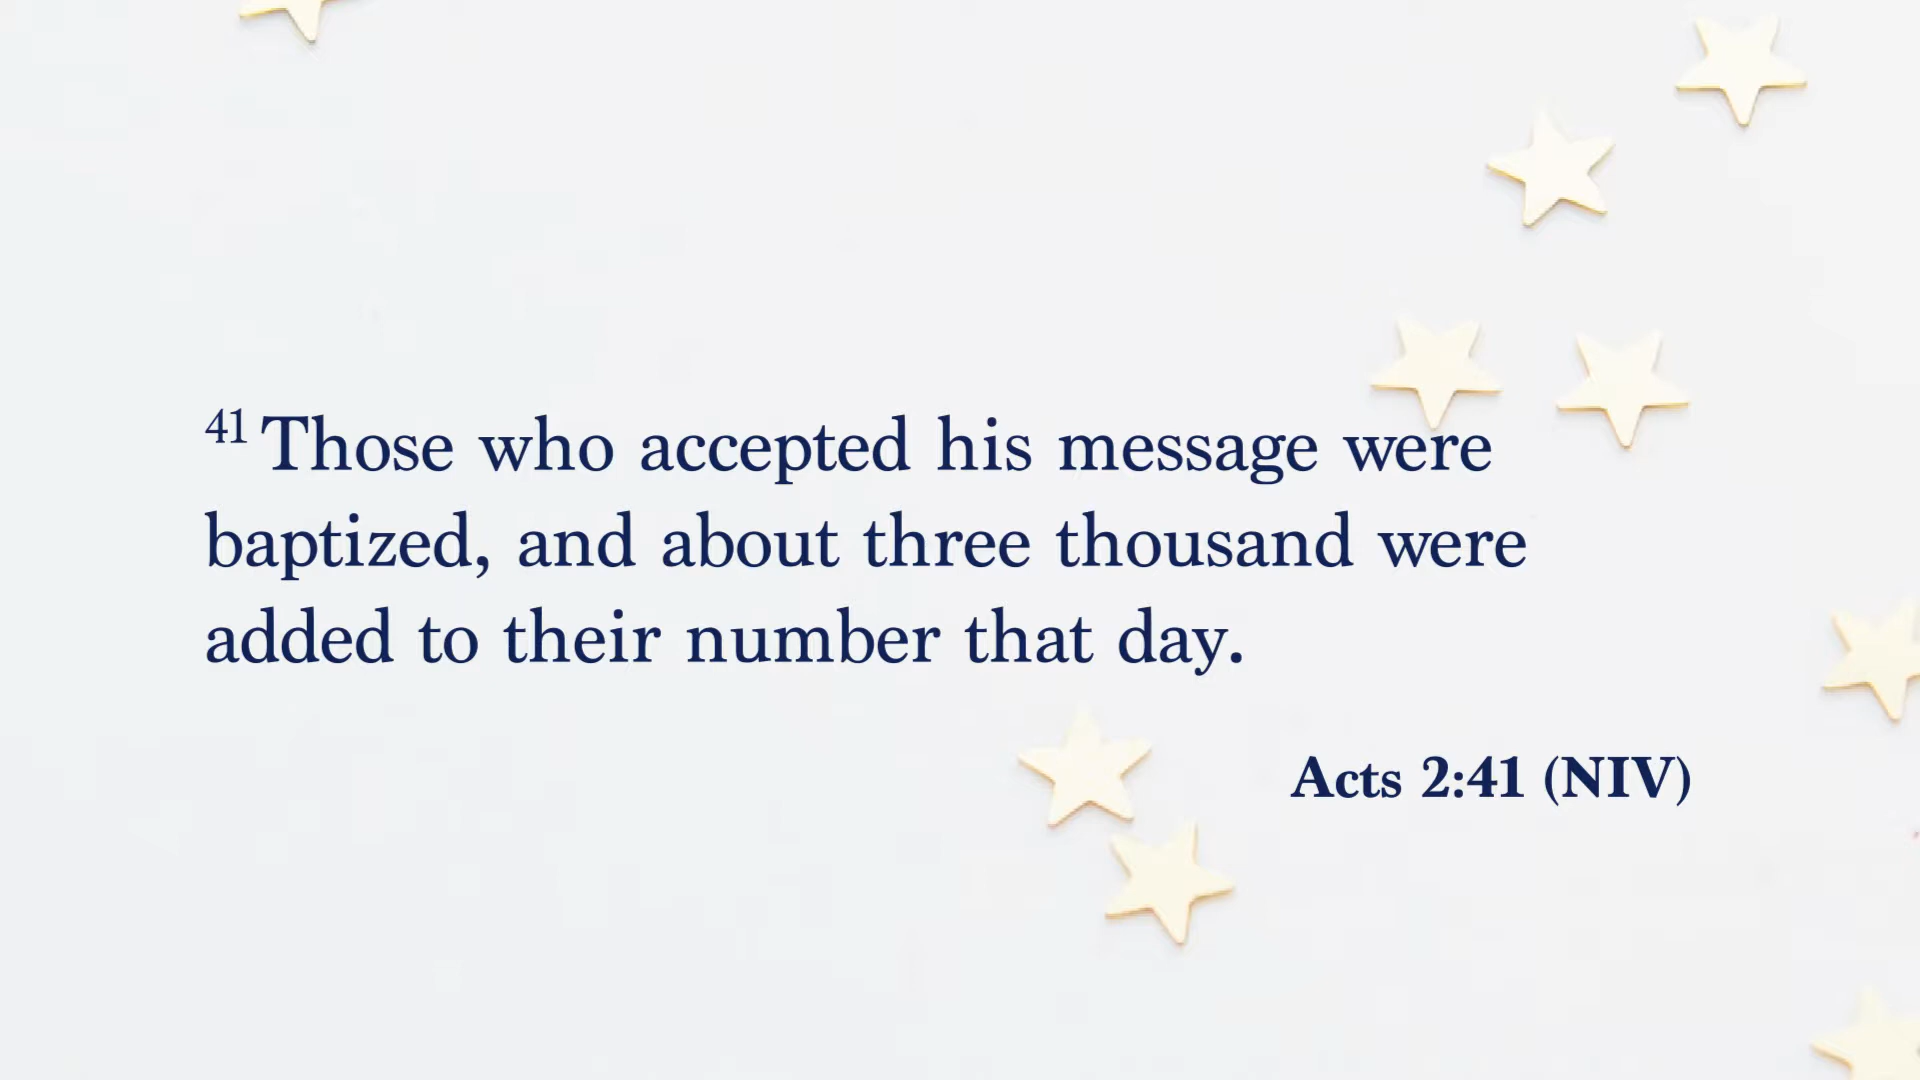 41 Those who accepted his message were
baptized, and about three thousand were
added to their number that day.
Acts 2:41 (NIV)